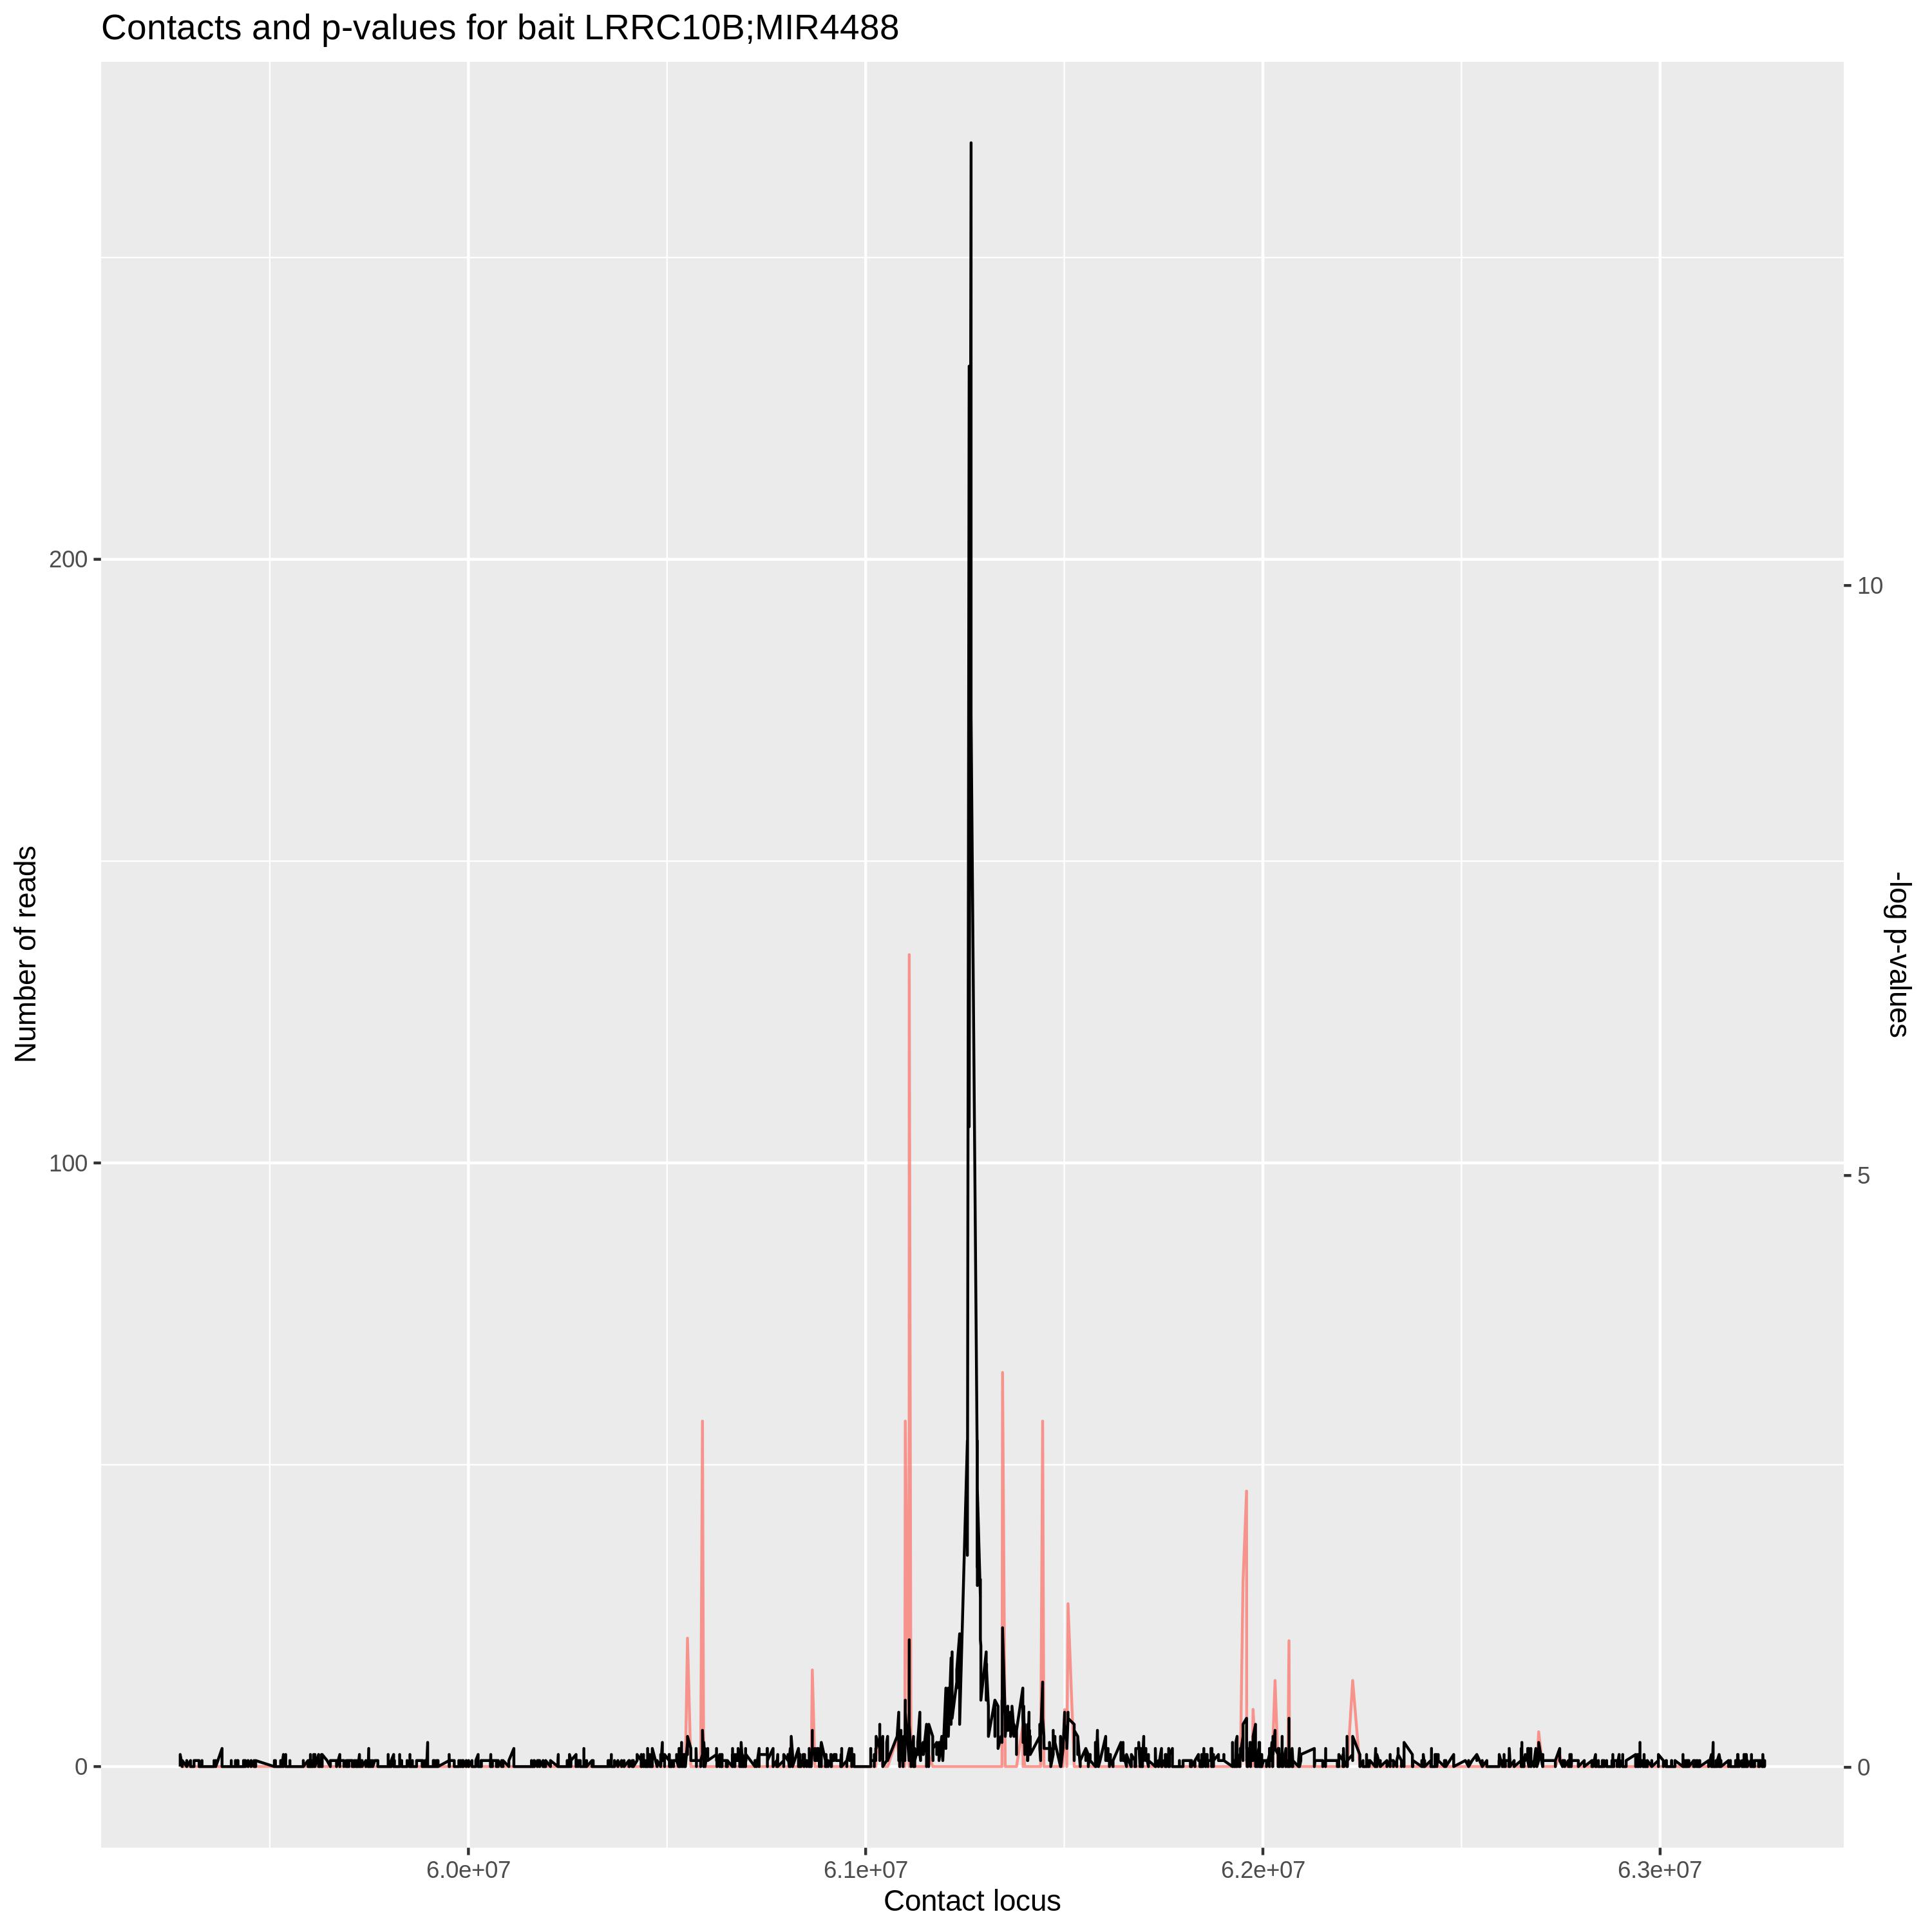 Contacts and p-values for bait LRRC10B;MIR4488
Number of reads
200
100
0
-log p-values
10
5
0
6.0e+07
6.1e+07
6.2e+07
6.3e+07
Contact locus